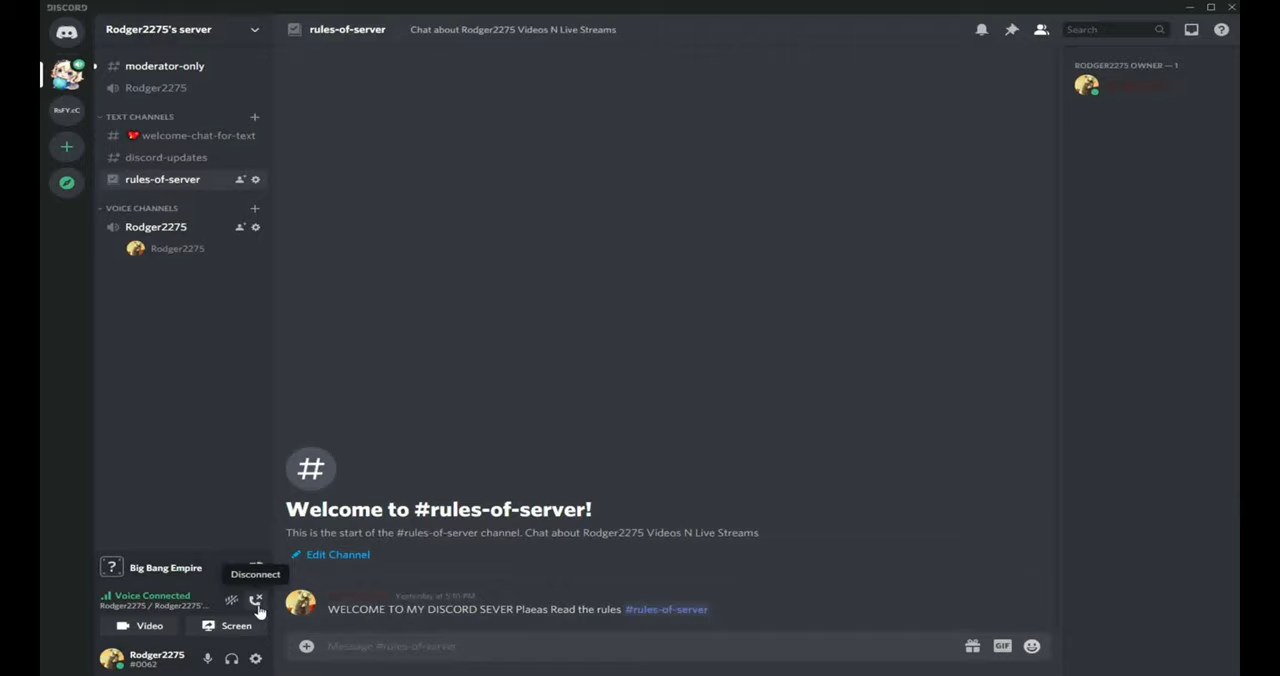 DISCORD
Rodger2275's server
rules-of-server
Chat about Rodger2275 Videos N Live Streams
Search
moderator-only
Rodger2275
RsFY.cC
TEXT CHANNELS
welcome-chat-for-text
discord-updates
rules-of-server
VOICE CHANNELS
Rodger2275
Rodger2275
RODGER2275 OWNER — 1
Welcome to #rules-of-server!
This is the start of the #rules-of-server channel. Chat about Rodger2275 Videos N Live Streams
Edit Channel
Yesterday at 5:30 PM
WELCOME TO MY DISCORD SEVER Plaeas Read the rules #rules-of-server
Message #rules-of-server
GIF
Big Bang Empire
Disconnect
Voice Connected
Rodger2275 / Rodger2275'...
Video
Screen
Rodger2275
#0062